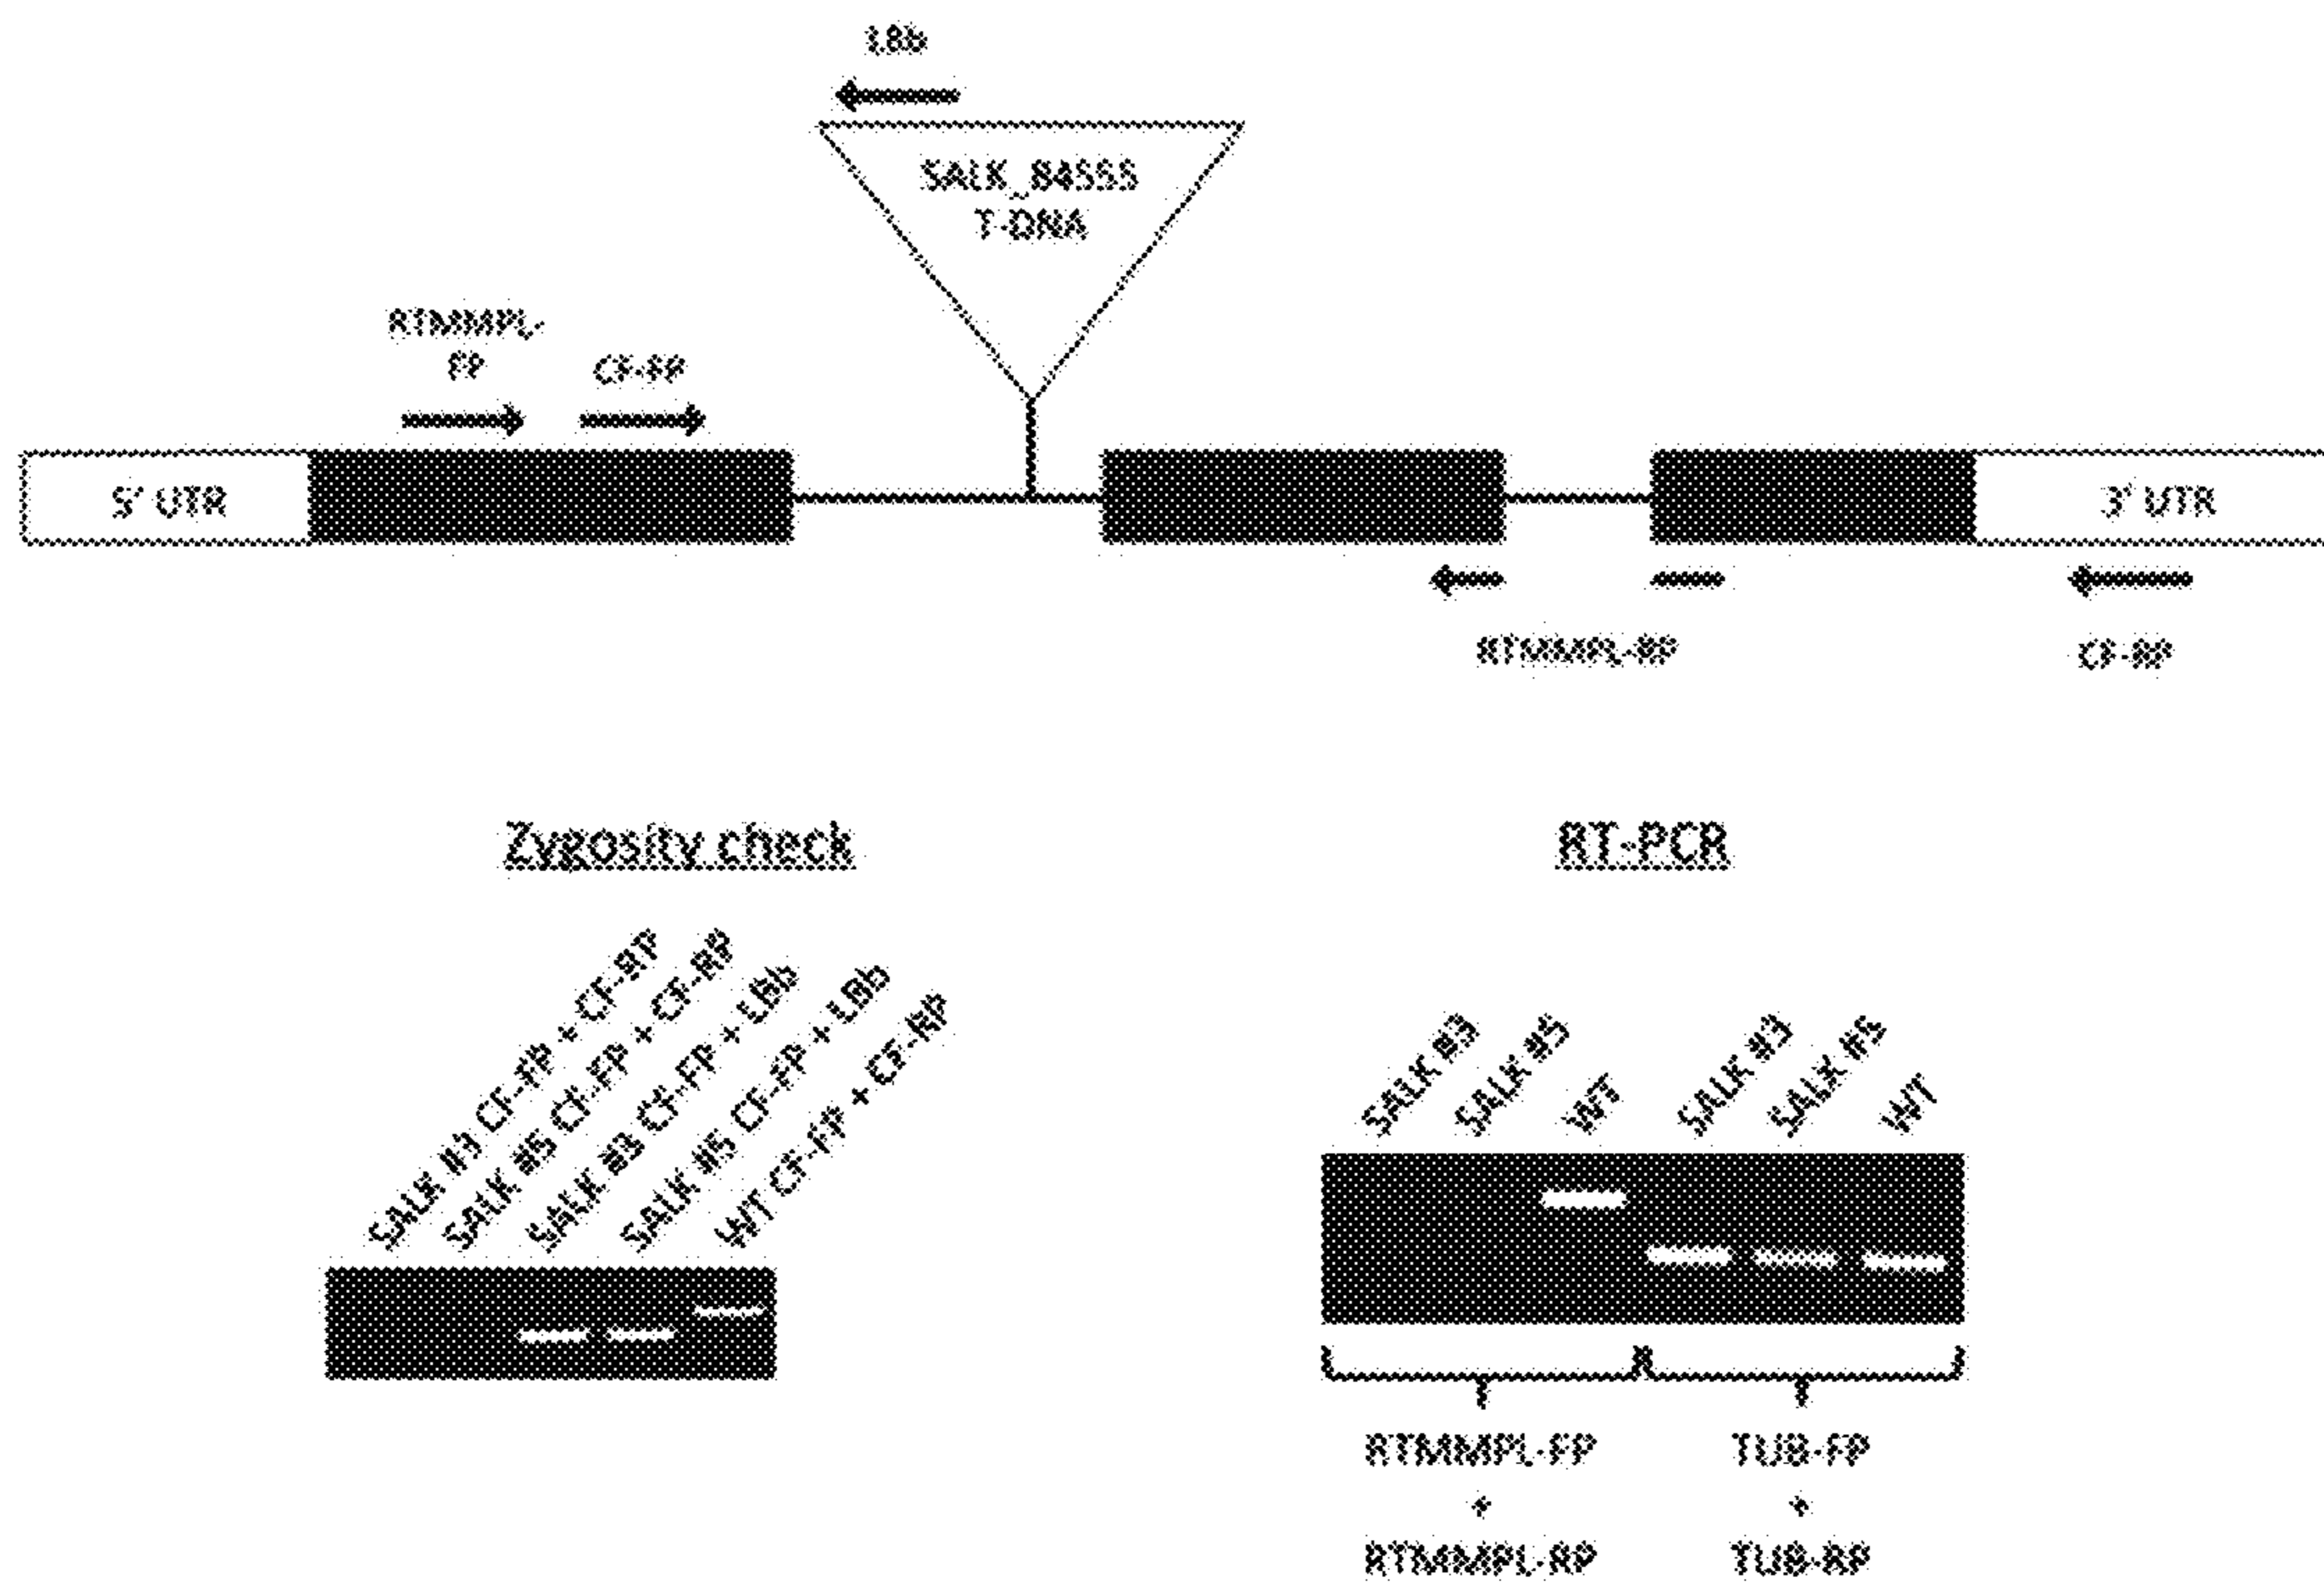 LBb
SALK_84555
T-DNA
RTMMPL-
FP
CF-FP
5' UTR
3' UTR
RTMMPL-RP
CF-RP
Zygosity check
RT-PCR
SALK #3 CF-FP + CF-RP
SALK #5 CF-FP + CF-RP
SALK #3 CF-FP + LBb
SALK #5 CF-FP + LBb
WT CF-FP + CF-RP
SALK #3
SALK #5
WT
SALK #3
SALK #5
WT
RTMMPL-FP
+
RTMMPL-RP
TUB-FP
+
TUB-RP